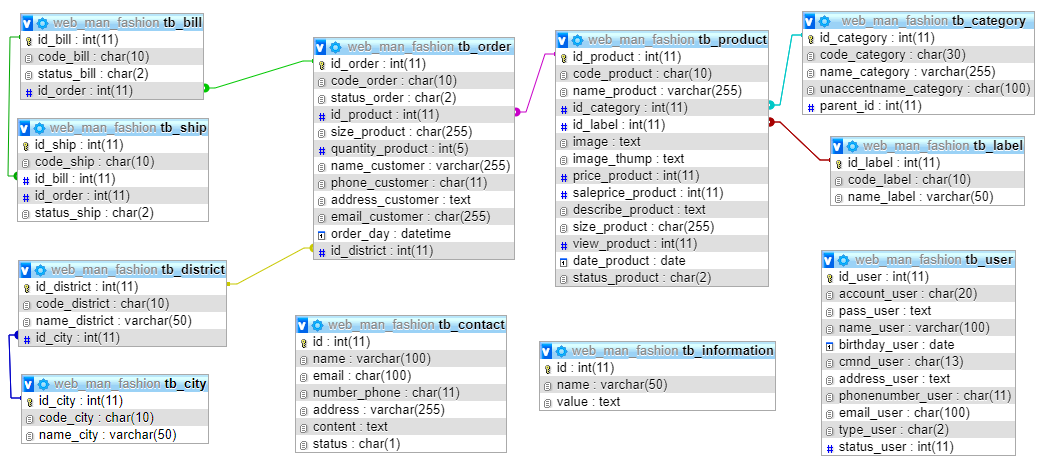 web_man_fashion tb_bill
id_bill : int(11)
code_bill : char(10)
status_bill : char(2)
id_order : int(11)
web_man_fashion tb_ship
id_ship : int(11)
code_ship : char(10)
id_bill : int(11)
id_order : int(11)
status_ship : char(2)
web_man_fashion tb_district
id_district : int(11)
code_district : char(10)
name_district : varchar(50)
id_city : int(11)
web_man_fashion tb_city
id_city : int(11)
code_city : char(10)
name_city : varchar(50)
web_man_fashion tb_order
id_order : int(11)
code_order : char(10)
status_order : char(2)
id_product : int(11)
size_product : char(255)
quantity_product : int(5)
name_customer : varchar(255)
phone_customer : char(11)
address_customer : text
email_customer : char(255)
order_day : datetime
id_district : int(11)
web_man_fashion tb_contact
id : int(11)
name : varchar(100)
email : char(100)
number_phone : char(11)
address : varchar(255)
content : text
status : char(1)
web_man_fashion tb_product
id_product : int(11)
code_product : char(10)
name_product : varchar(255)
id_category : int(11)
id_label : int(11)
image : text
image_thump : text
price_product : int(11)
saleprice_product : int(11)
describe_product : text
size_product : char(255)
view_product : int(11)
date_product : date
status_product : char(2)
web_man_fashion tb_information
id : int(11)
name : varchar(50)
value : text
web_man_fashion tb_category
id_category : int(11)
code_category : char(30)
name_category : varchar(255)
unaccentname_category : char(100)
parent_id : int(11)
web_man_fashion tb_label
id_label : int(11)
code_label : char(10)
name_label : varchar(50)
web_man_fashion tb_user
id_user : int(11)
account_user : char(20)
pass_user : text
name_user : varchar(100)
birthday_user : date
cmnd_user : char(13)
address_user : text
phonenumber_user : char(11)
email_user : char(100)
type_user : char(2)
status_user : int(11)